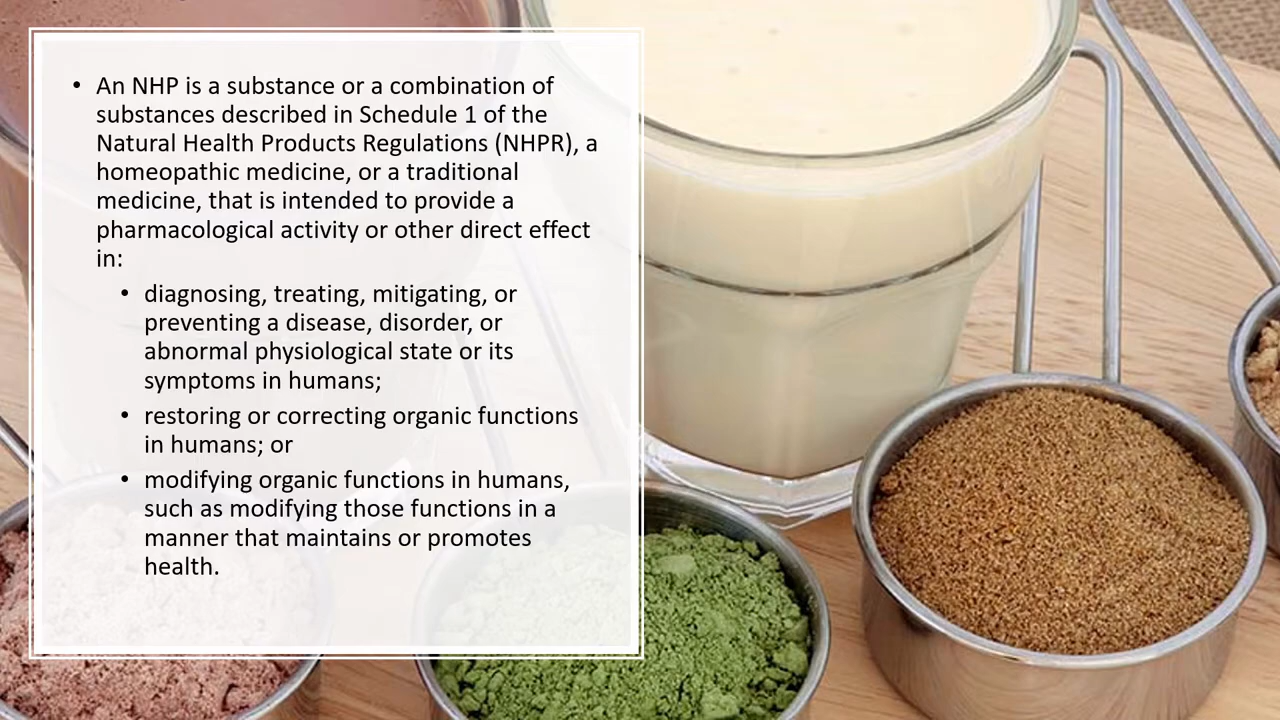 • An NHP is a substance or a combination of
substances described in Schedule 1 of the
Natural Health Products Regulations (NHPR), a
homeopathic medicine, or a traditional
medicine, that is intended to provide a
pharmacological activity or other direct effect
in:
• diagnosing, treating, mitigating, or
preventing a disease, disorder, or
abnormal physiological state or its
symptoms in humans;
• restoring or correcting organic functions
in humans; or
• modifying organic functions in humans,
such as modifying those functions in a
manner that maintains or promotes
health.